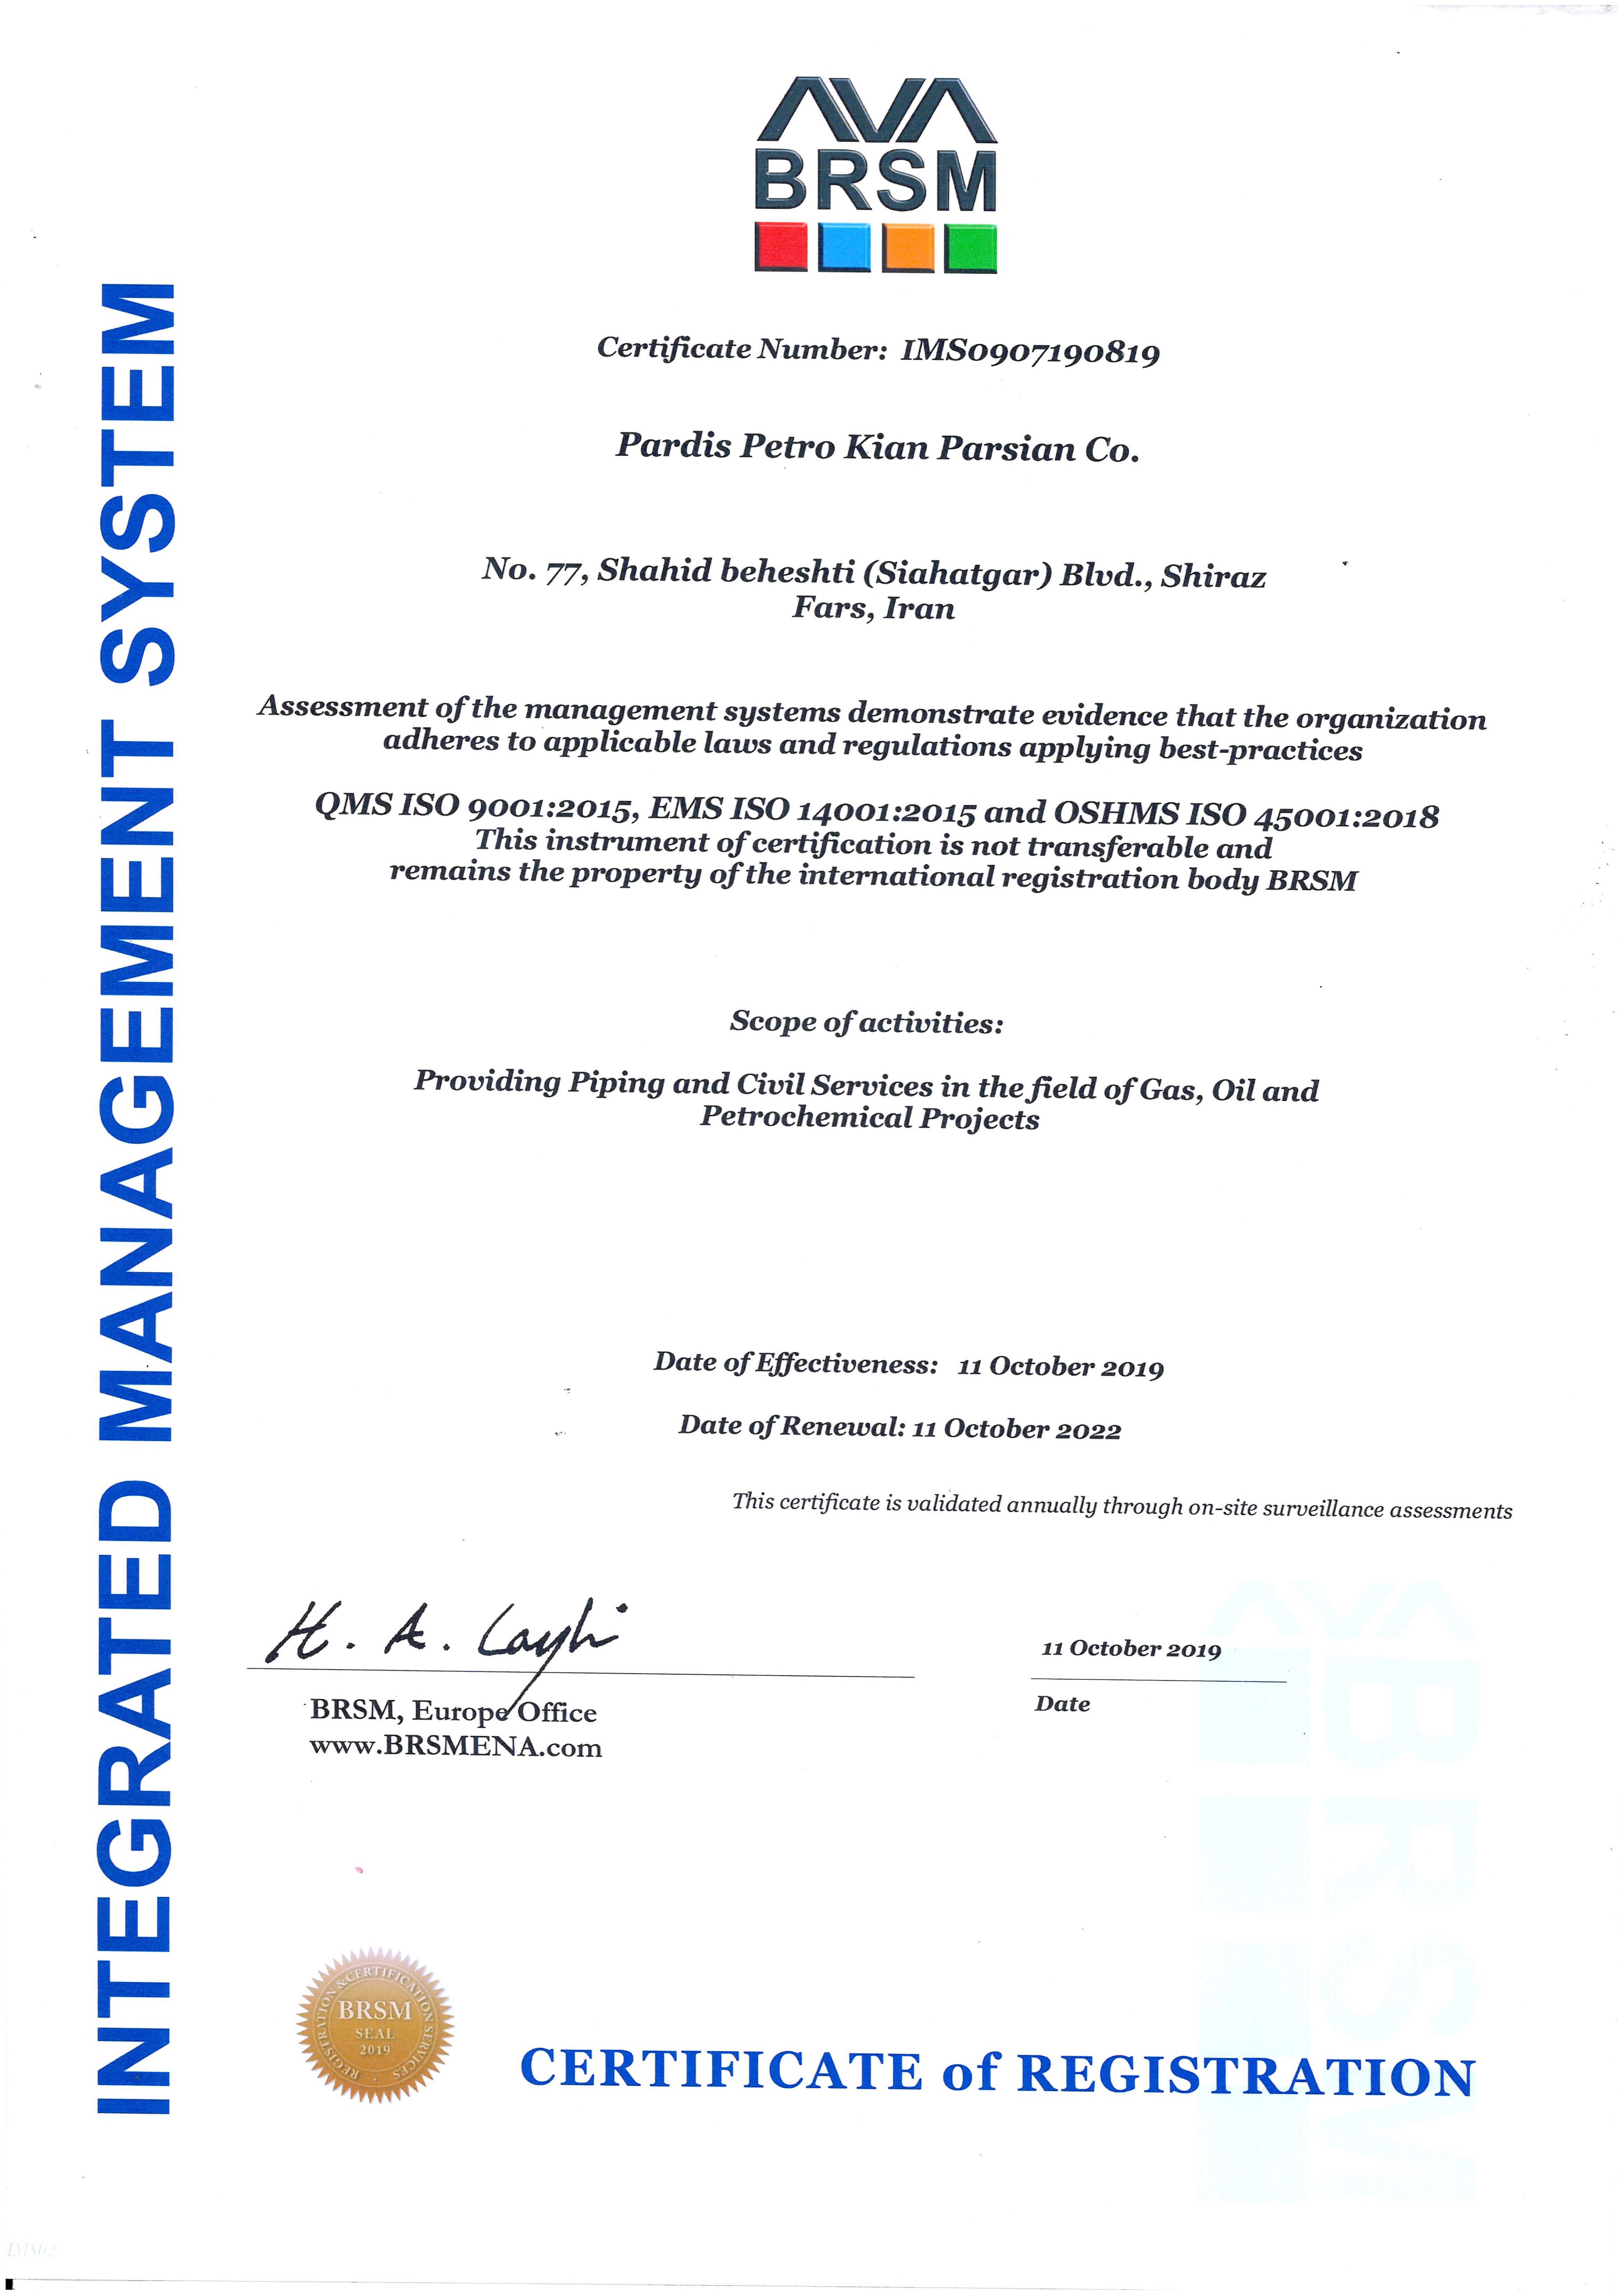 AVA
BRSM
INTEGRATED MANAGEMENT SYSTEM
Certificate Number: IMS0907190819
Pardis Petro Kian Parsian Co.
No. 77, Shahid beheshti (Siahatgar) Blvd., Shiraz
Fars, Iran
Assessment of the management systems demonstrate evidence that the organization
adheres to applicable laws and regulations applying best-practices
QMS ISO 9001:2015, EMS ISO 14001:2015 and OSHMS ISO 45001:2018
This instrument of certification is not transferable and
remains the property of the international registration body BRSM
Scope of activities:
Providing Piping and Civil Services in the field of Gas, Oil and
Petrochemical Projects
Date of Effectiveness: 11 October 2019
Date of Renewal: 11 October 2022
This certificate is validated annually through on-site surveillance assessments
H. A.
11 October 2019
BRSM, Europe Office
www.BRSMENA.com
Date
BRSM
REGISTRATION & CERTIFICATION SERVICES
BRSM
SEAL
2019
CERTIFICATE of REGISTRATION
IMS02